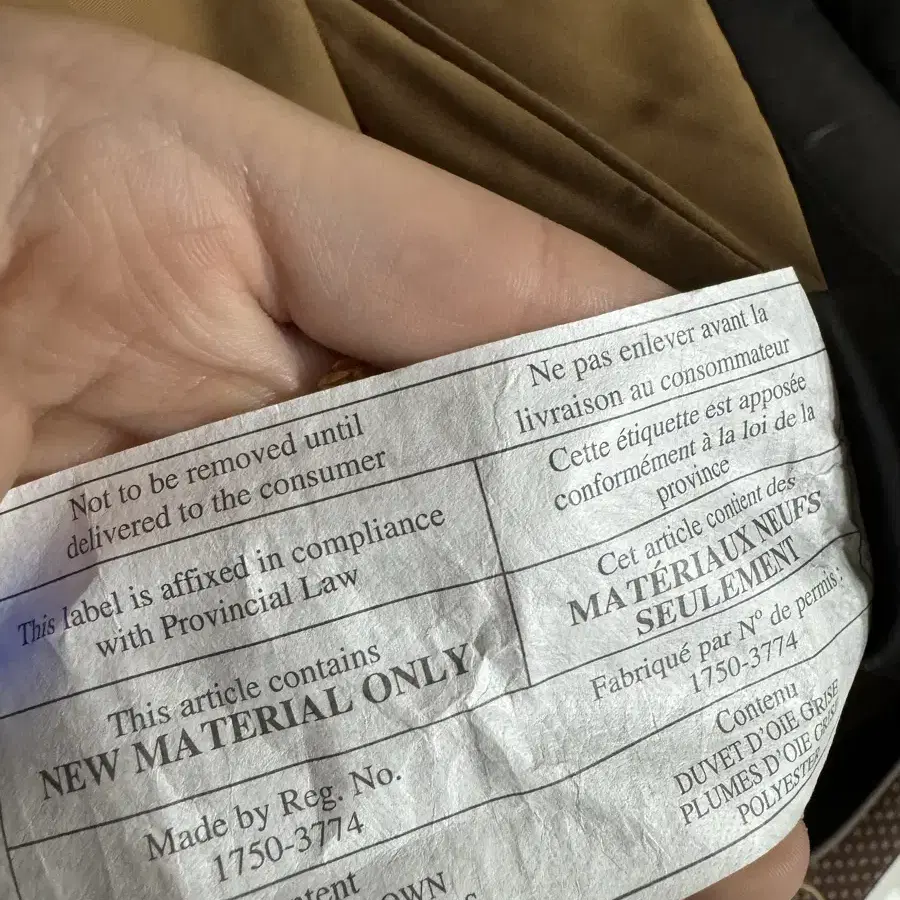 Not to be removed until
delivered to the consumer
Ne pas enlever avant la
livraison au consommateur
This label is affixed in compliance
with Provincial Law
Cette étiquette est apposée
conformément à la loi de la
province
This article contains
NEW MATERIAL ONLY
Cet article contient des
MATÉRIAUX NEUFS
SEULEMENT
Made by Reg. No.
1750-3774
Fabriqué par Nº de permis:
1750-3774
Contenu
DUVET D'OIE GRISE
PLUMES D'OIE GRISE
POLYESTER